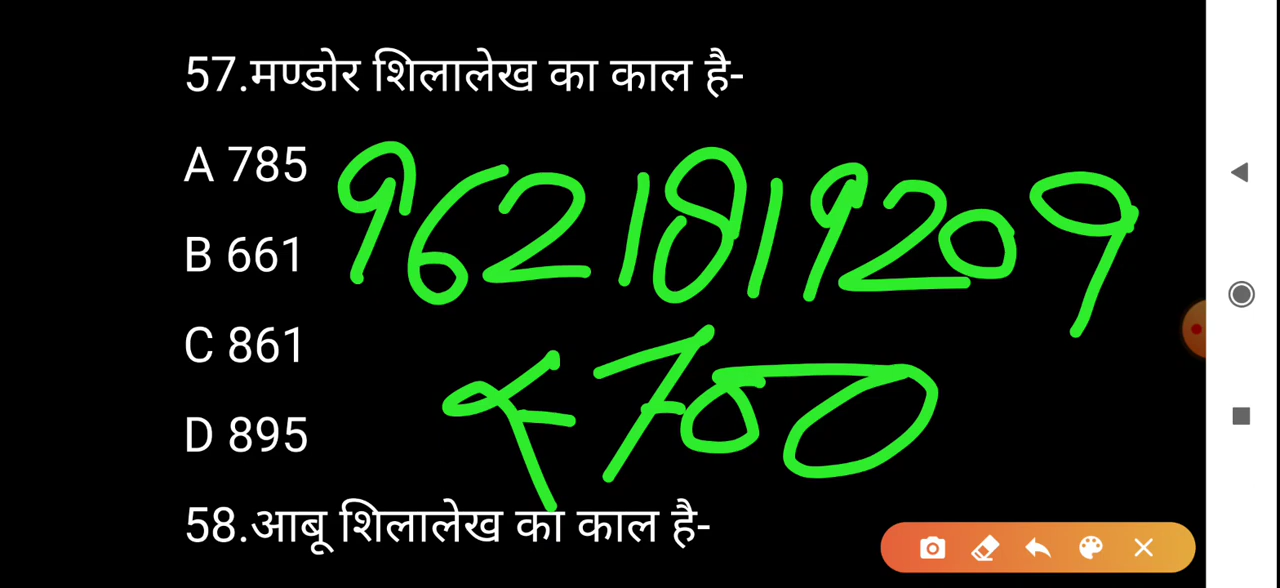 57.मण्डोर शिलालेख का काल है-
A 785
9621819209
B 661
C 861
₹700
D 895
58.आबू शिलालेख का काल है-